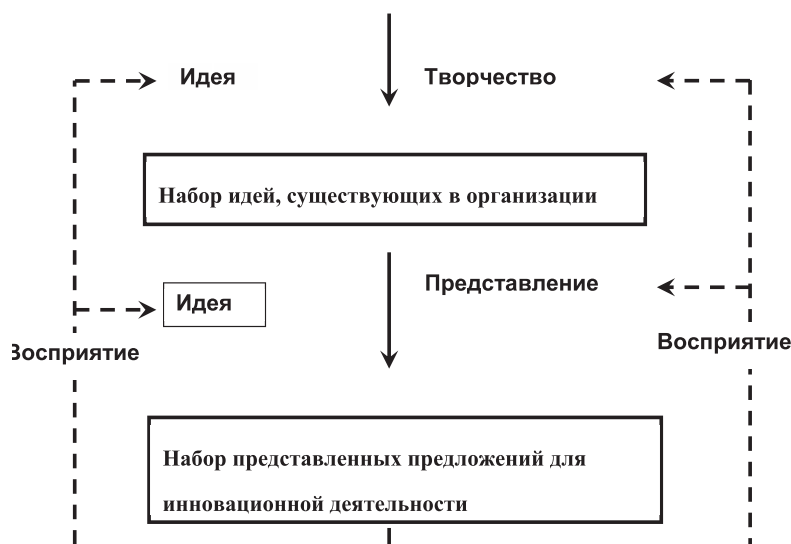 Идея
Творчество
Набор идей, существующих в организации
Представление
Идея
Восприятие
Восприятие
Набор представленных предложений для
инновационной деятельности